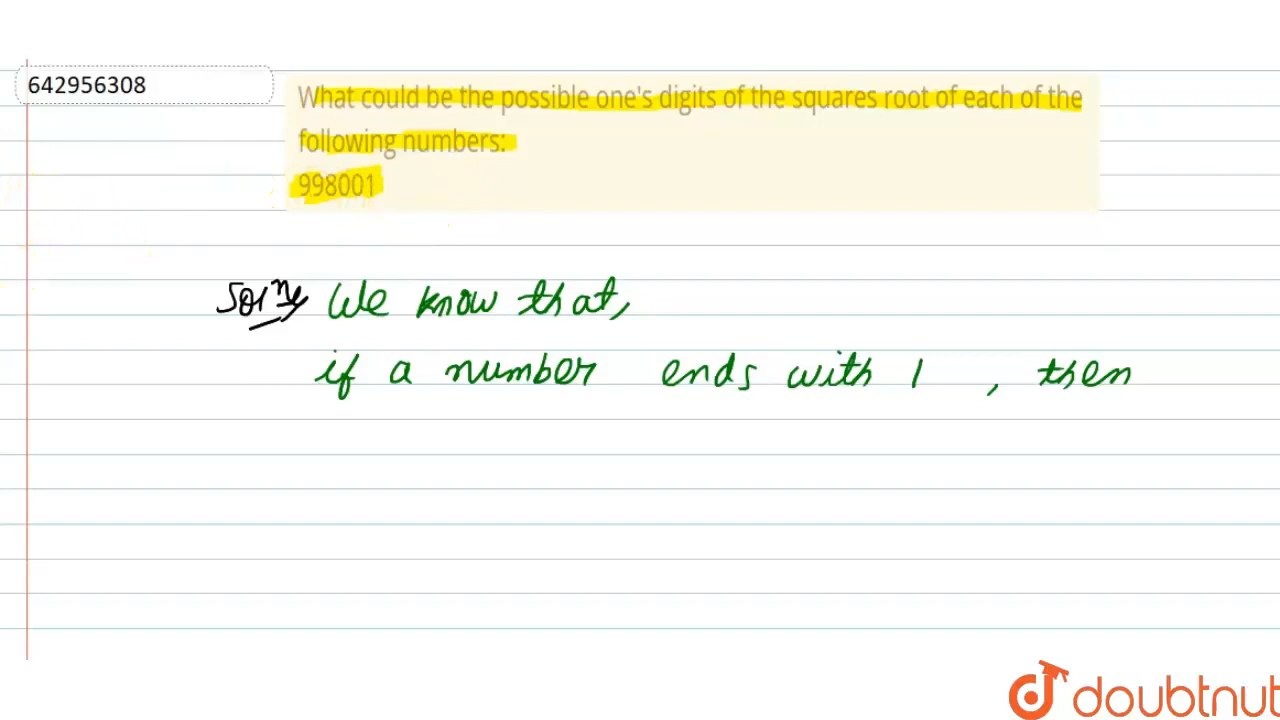 642956308
What could be the possible one's digits of the squares root of each of the
following numbers:
998001
Sol:ⁿᵉ We know that,
if a number ends with 1 , then
doubtnut